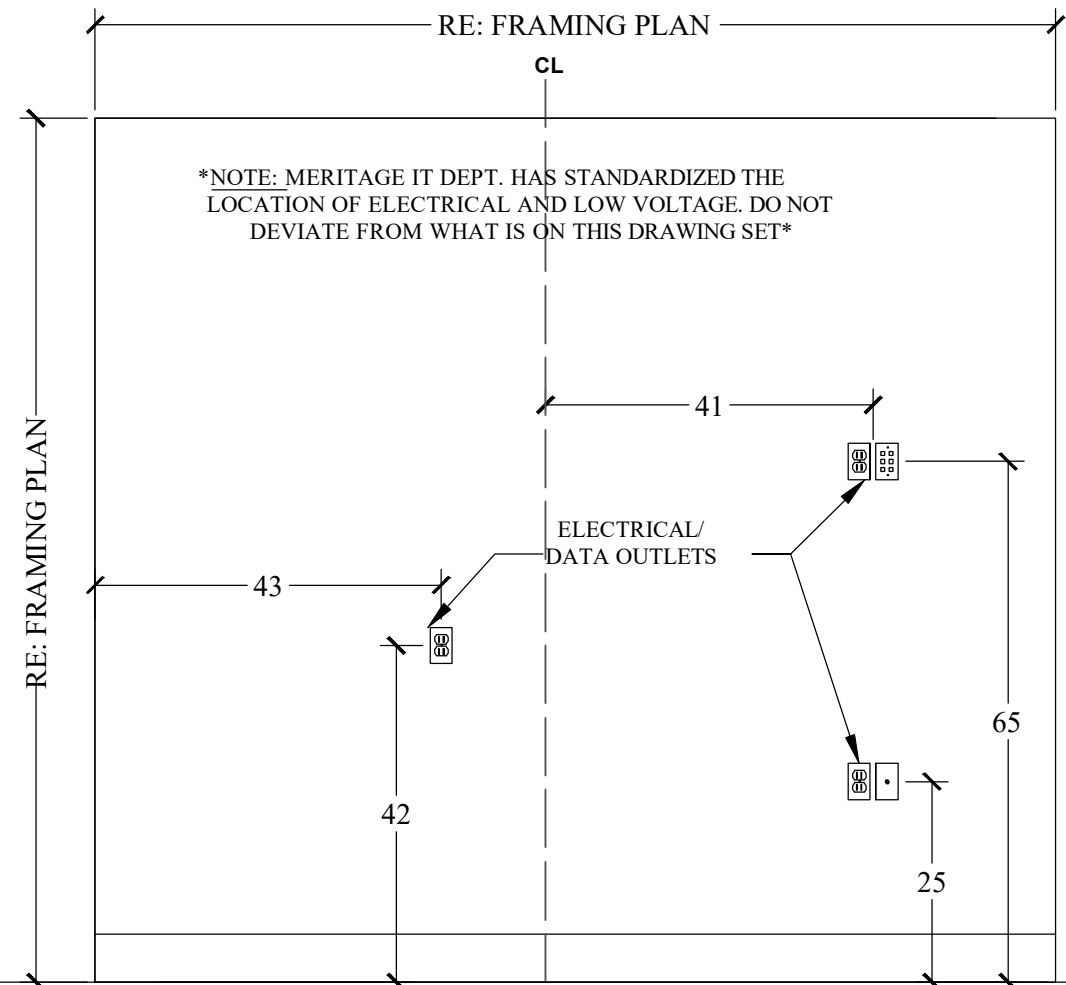 RE: FRAMING PLAN
CL
*NOTE: MERITAGE IT DEPT. HAS STANDARDIZED THE
LOCATION OF ELECTRICAL AND LOW VOLTAGE. DO NOT
DEVIATE FROM WHAT IS ON THIS DRAWING SET*
41
RE: FRAMING PLAN
ELECTRICAL/
DATA OUTLETS
43
65
42
25